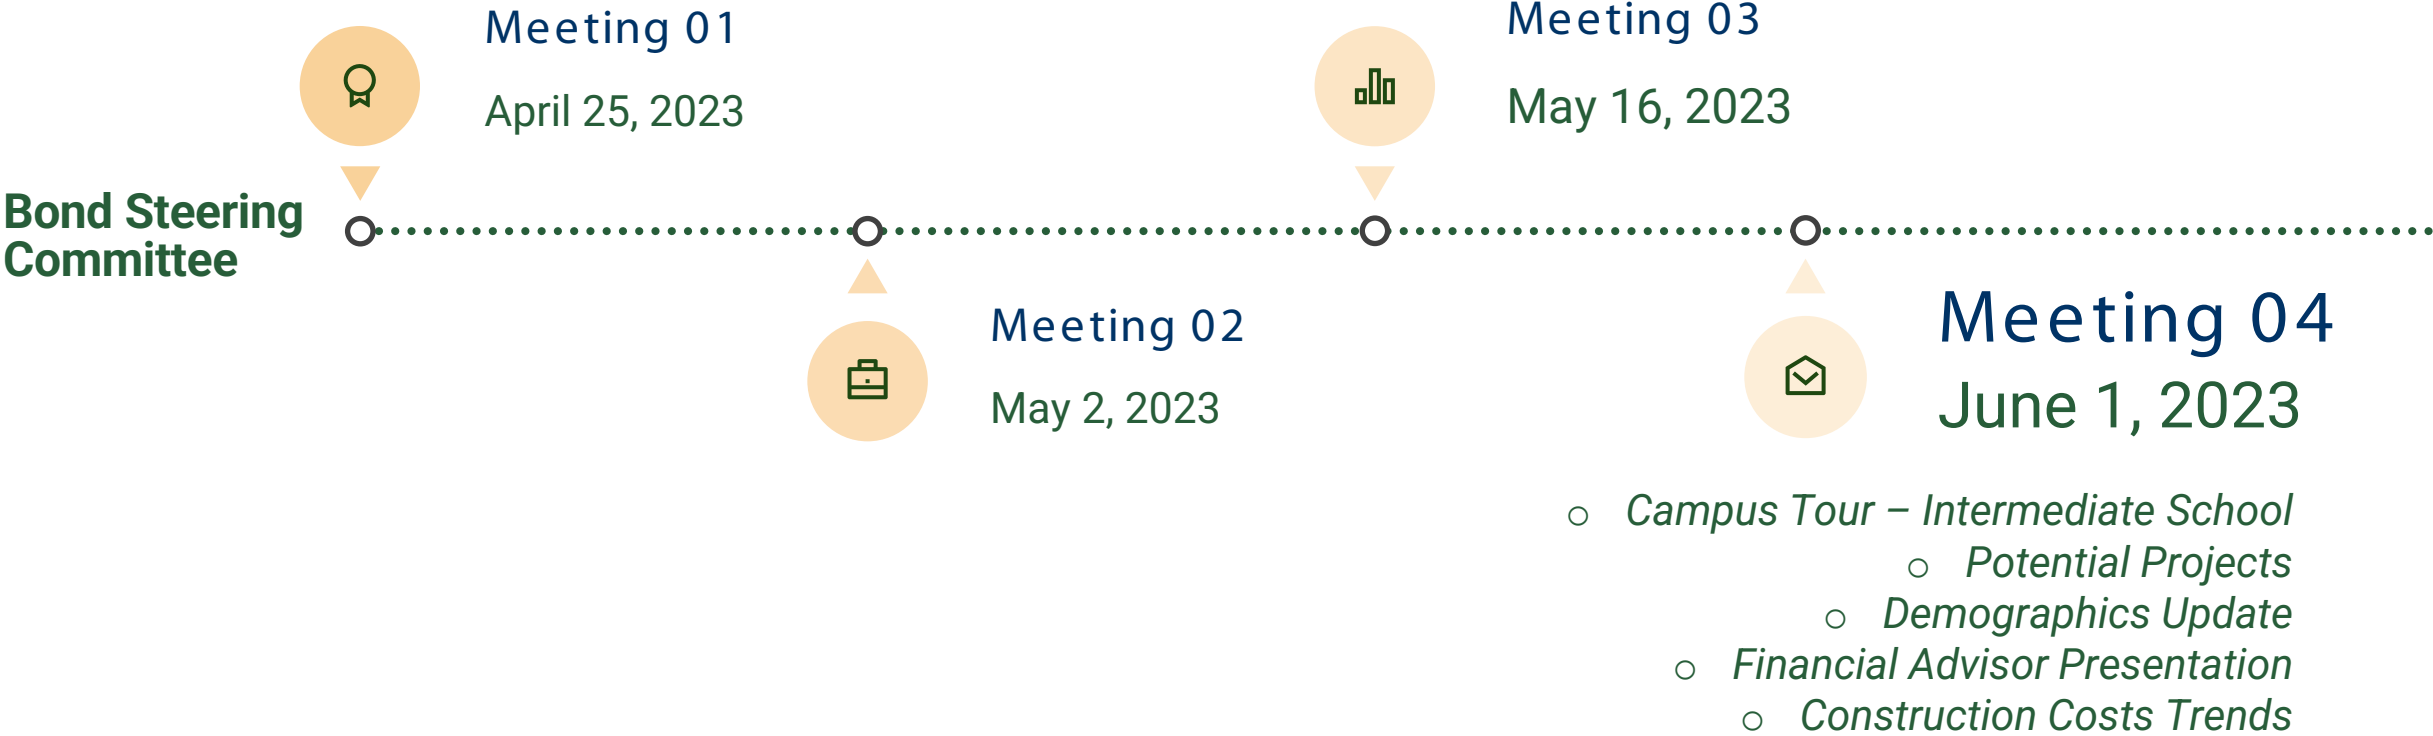 Meeting 01
April 25, 2023
Meeting 03
May 16, 2023
Bond Steering
Committee
Meeting 02
May 2, 2023
Meeting 04
June 1, 2023
○ Campus Tour – Intermediate School
○ Potential Projects
○ Demographics Update
○ Financial Advisor Presentation
○ Construction Costs Trends